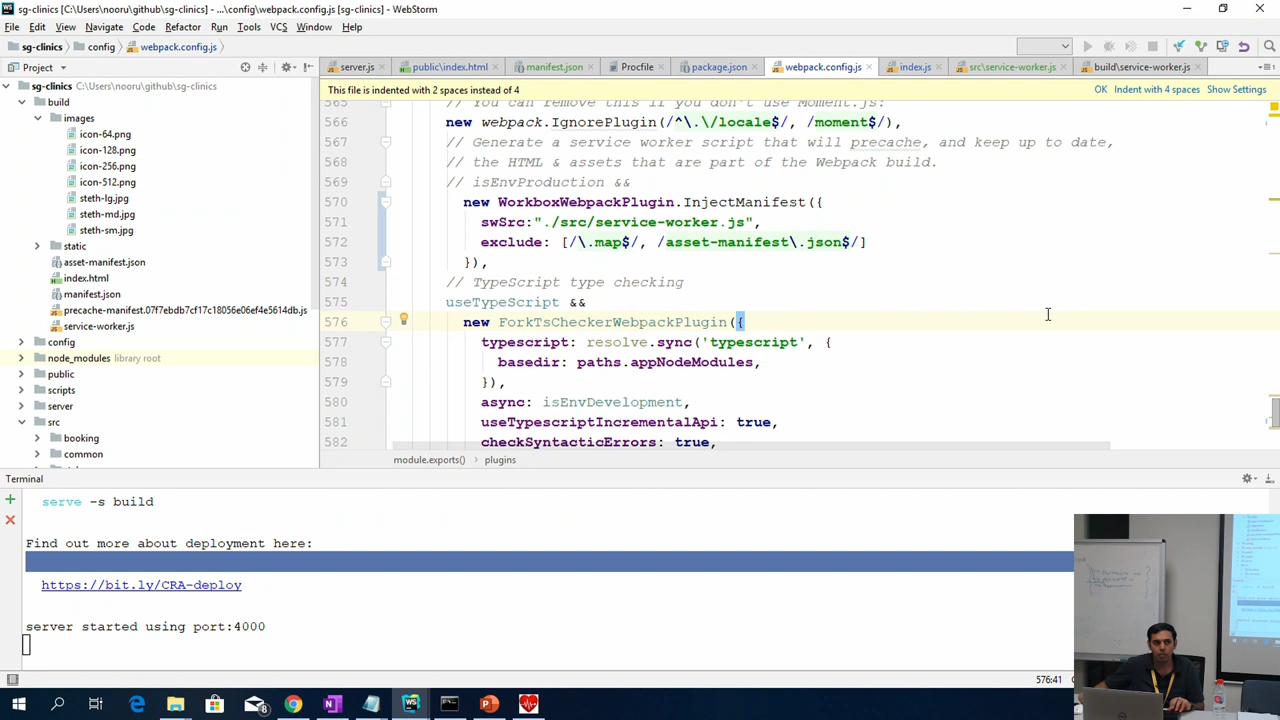 sg-clinics [C:\Users\nooru\github\sg-clinics] - ...\config\webpack.config.js [sg-clinics] - WebStorm
File Edit View Navigate Code Refactor Run Tools VCS Window Help
sg-clinics config webpack.config.js
Project
server.js public\index.html manifest.json Procfile package.json webpack.config.js index.js src\service-worker.js build\service-worker.js
sg-clinics C:\Users\nooru\github\sg-clinics
build
images
icon-64.png
icon-128.png
icon-256.png
icon-512.png
steth-lg.jpg
steth-md.jpg
steth-sm.jpg
static
asset-manifest.json
index.html
manifest.json
precache-manifest.07f7ebdb7cf17c18056e06ef4e5614db.js
service-worker.js
config
node_modules library root
public
scripts
server
src
booking
common
This file is indented with 2 spaces instead of 4 OK Indent with 4 spaces Show Settings
565 // You can remove this if you don't use Moment.js:
566 new webpack.IgnorePlugin(/^\.\/locale$/, /moment$/),
567 // Generate a service worker script that will precache, and keep up to date,
568 // the HTML & assets that are part of the Webpack build.
569 // isEnvProduction &&
570 new WorkboxWebpackPlugin.InjectManifest({
571 swSrc:"./src/service-worker.js",
572 exclude: [/\.map$/, /asset-manifest\.json$/]
573 }),
574 // TypeScript type checking
575 useTypeScript &&
576 new ForkTsCheckerWebpackPlugin({
577 typescript: resolve.sync('typescript', {
578 basedir: paths.appNodeModules,
579 }),
580 async: isEnvDevelopment,
581 useTypescriptIncrementalApi: true,
582 checkSyntacticErrors: true,
module.exports() plugins
Terminal
serve -s build
Find out more about deployment here:
https://bit.ly/CRA-deploy
server started using port:4000
576:41